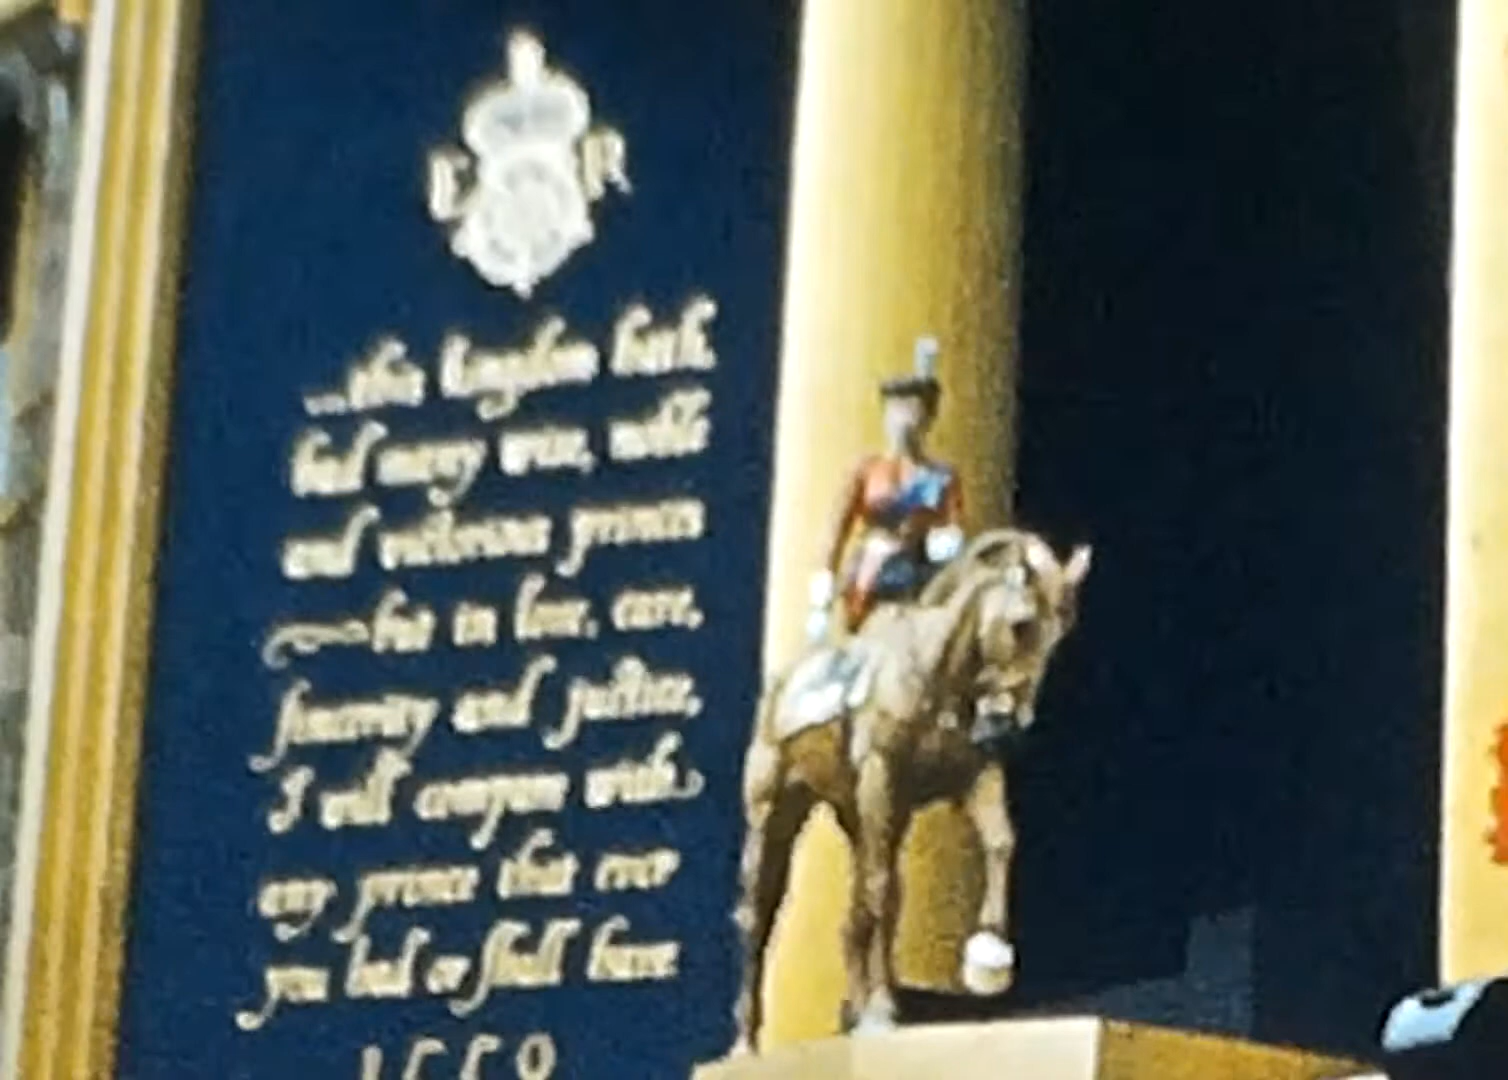 E R
...this kingdom hath
had many wise, noble
and victorious princes
but in love, care,
sincerity and justice,
I will compare with
any prince that ever
you had or shall have
1559